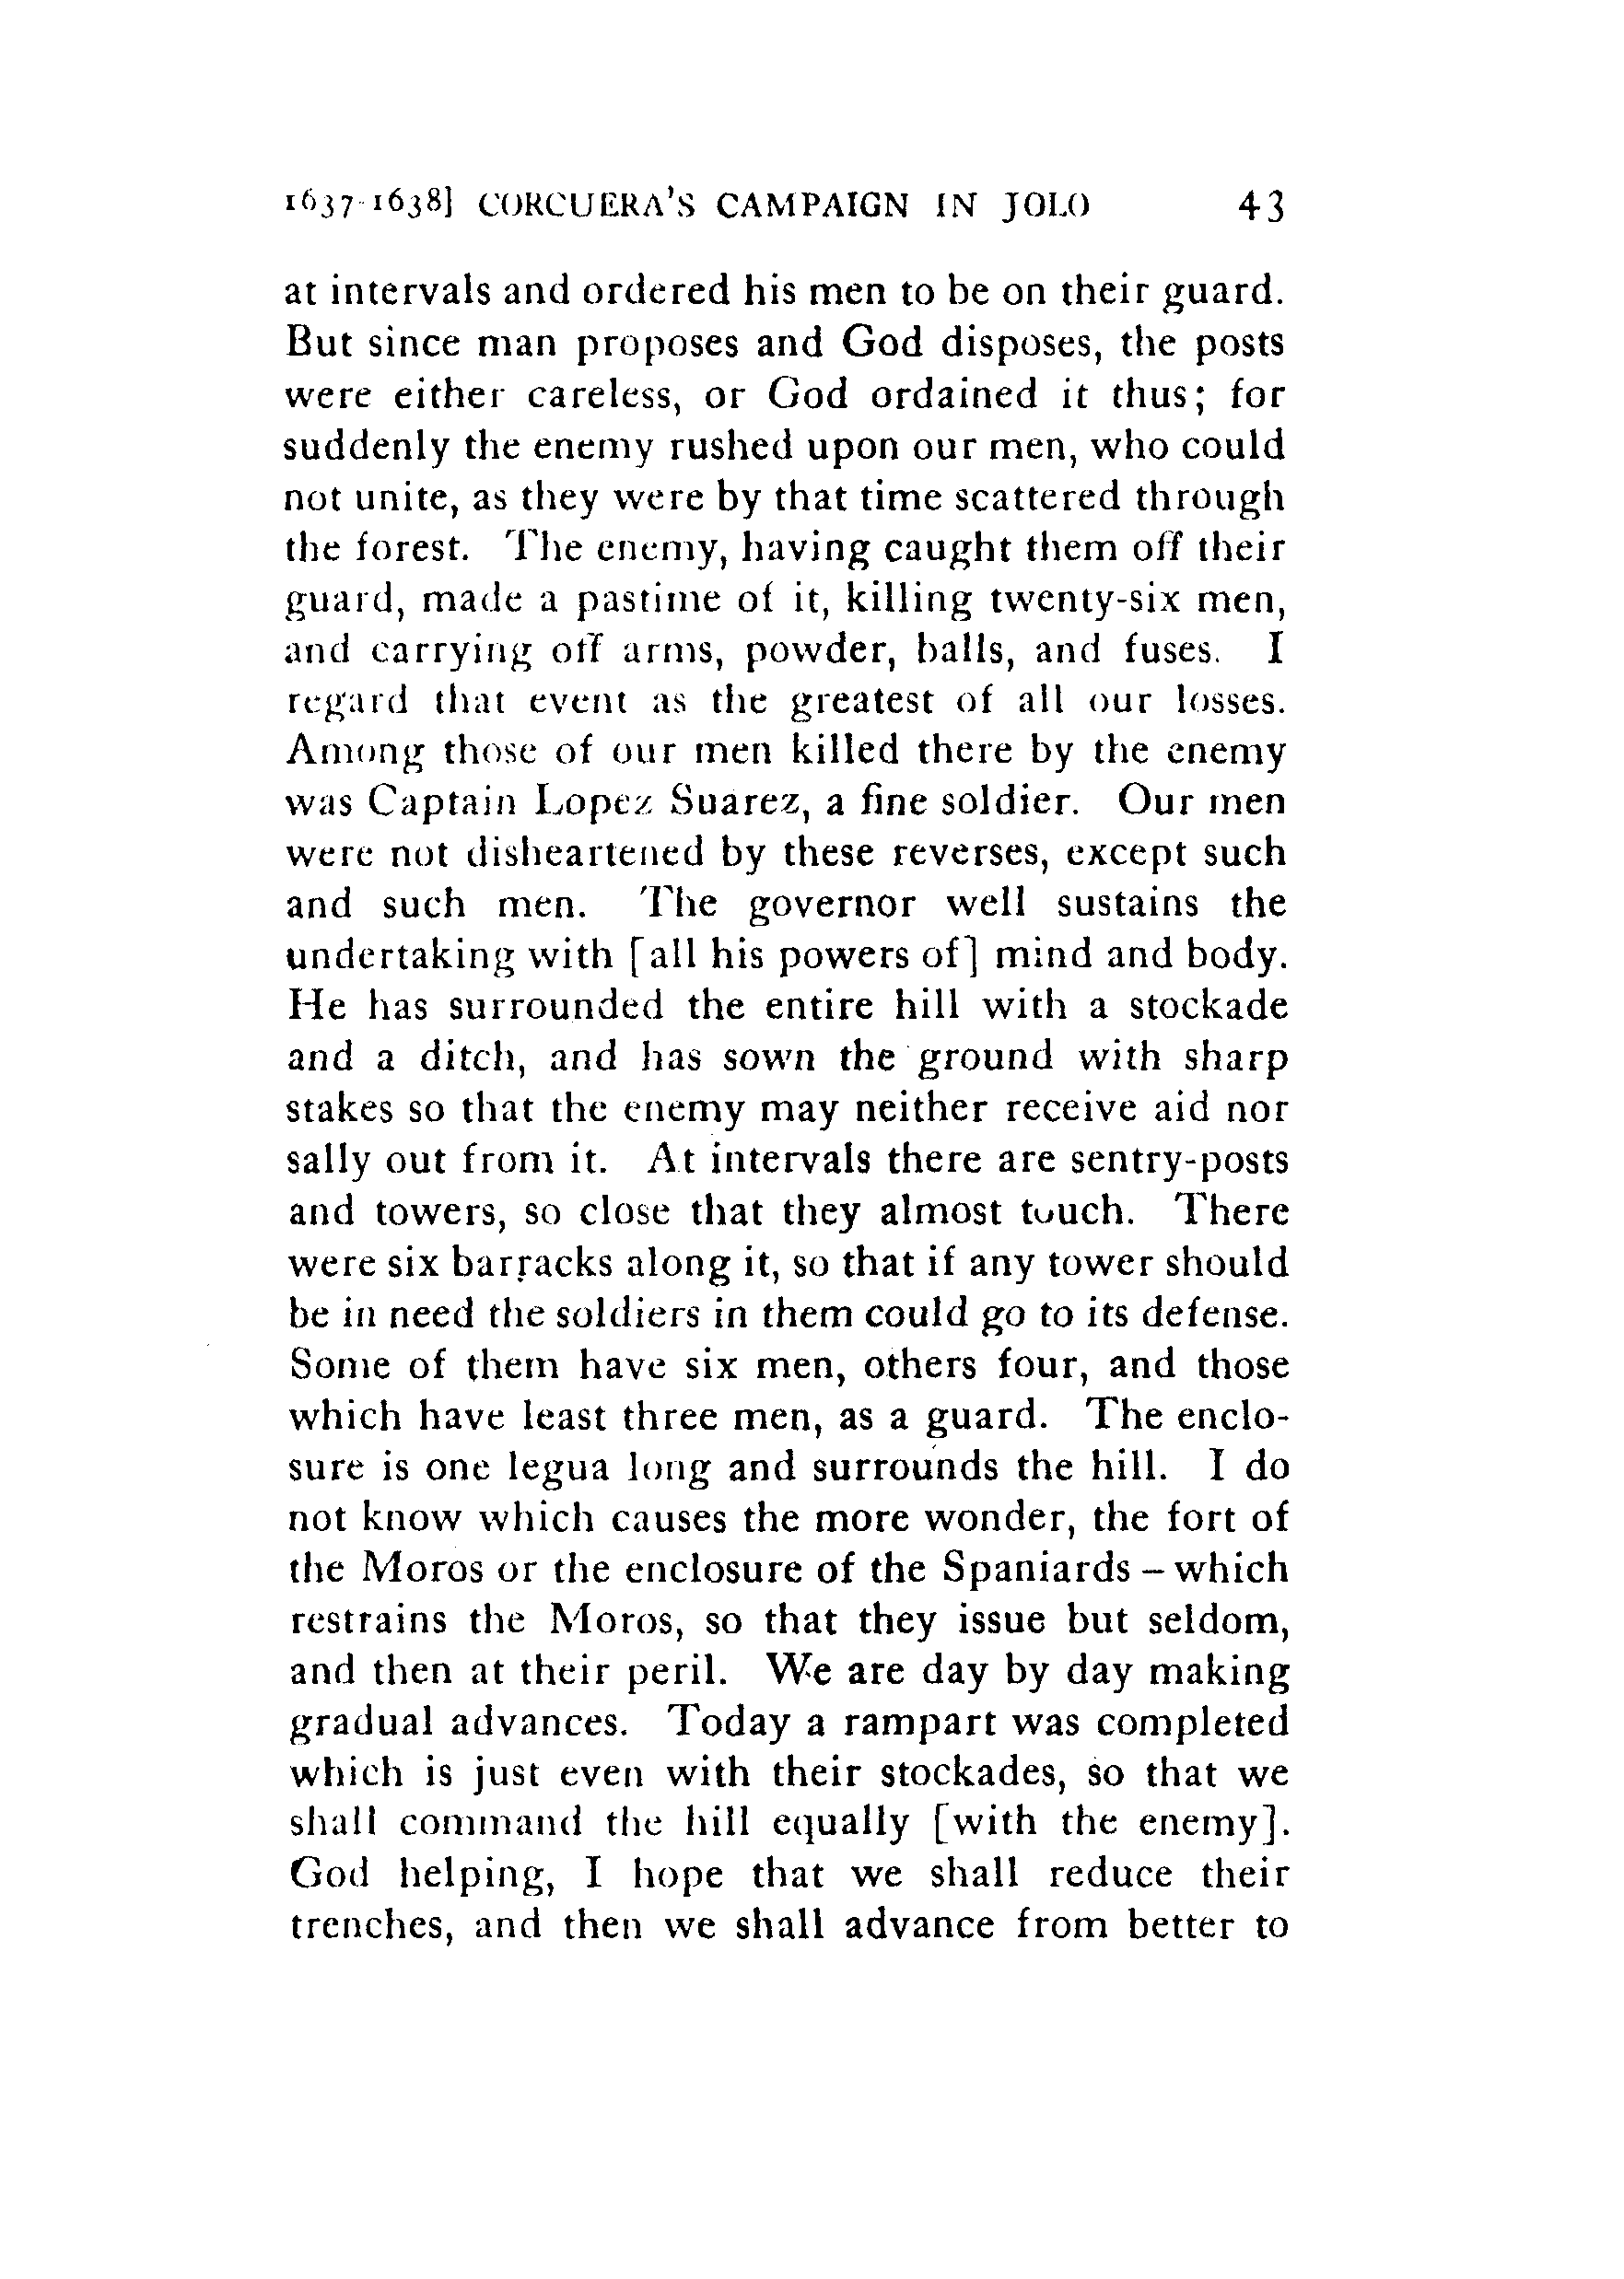 1637-1638] CORCUERA'S CAMPAIGN IN JOLO 43
at intervals and ordered his men to be on their guard.
But since man proposes and God disposes, the posts
were either careless, or God ordained it thus; for
suddenly the enemy rushed upon our men, who could
not unite, as they were by that time scattered through
the forest. The enemy, having caught them off their
guard, made a pastime of it, killing twenty-six men,
and carrying off arms, powder, balls, and fuses. I
regard that event as the greatest of all our losses.
Among those of our men killed there by the enemy
was Captain Lopez Suarez, a fine soldier. Our men
were not disheartened by these reverses, except such
and such men. The governor well sustains the
undertaking with [all his powers of] mind and body.
He has surrounded the entire hill with a stockade
and a ditch, and has sown the ground with sharp
stakes so that the enemy may neither receive aid nor
sally out from it. At intervals there are sentry-posts
and towers, so close that they almost touch. There
were six barracks along it, so that if any tower should
be in need the soldiers in them could go to its defense.
Some of them have six men, others four, and those
which have least three men, as a guard. The enclo-
sure is one legua long and surrounds the hill. I do
not know which causes the more wonder, the fort of
the Moros or the enclosure of the Spaniards – which
restrains the Moros, so that they issue but seldom,
and then at their peril. We are day by day making
gradual advances. Today a rampart was completed
which is just even with their stockades, so that we
shall command the hill equally [with the enemy].
God helping, I hope that we shall reduce their
trenches, and then we shall advance from better to